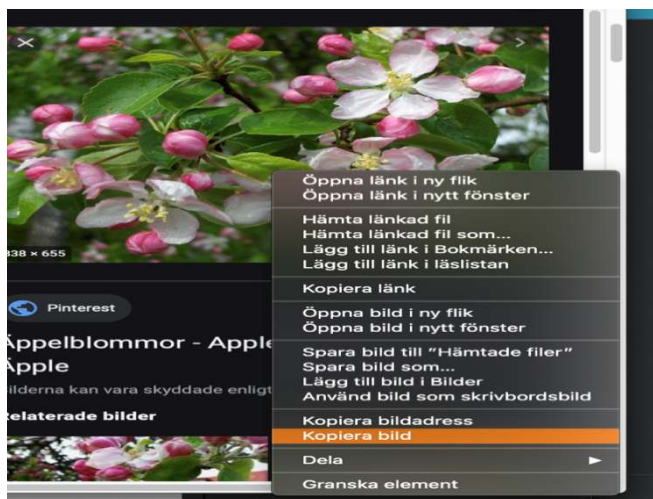 838 × 655
Pinterest
Äppelblommor - Apple
Äpple
ilderna kan vara skyddade enligt
Relaterade bilder
Öppna länk i ny flik
Öppna länk i nytt fönster
Hämta länkad fil
Hämta länkad fil som...
Lägg till länk i Bokmärken...
Lägg till länk i läslistan
Kopiera länk
Öppna bild i ny flik
Öppna bild i nytt fönster
Spara bild till ”Hämtade filer”
Spara bild som...
Lägg till bild i Bilder
Använd bild som skrivbordsbild
Kopiera bildadress
Kopiera bild
Dela
Granska element